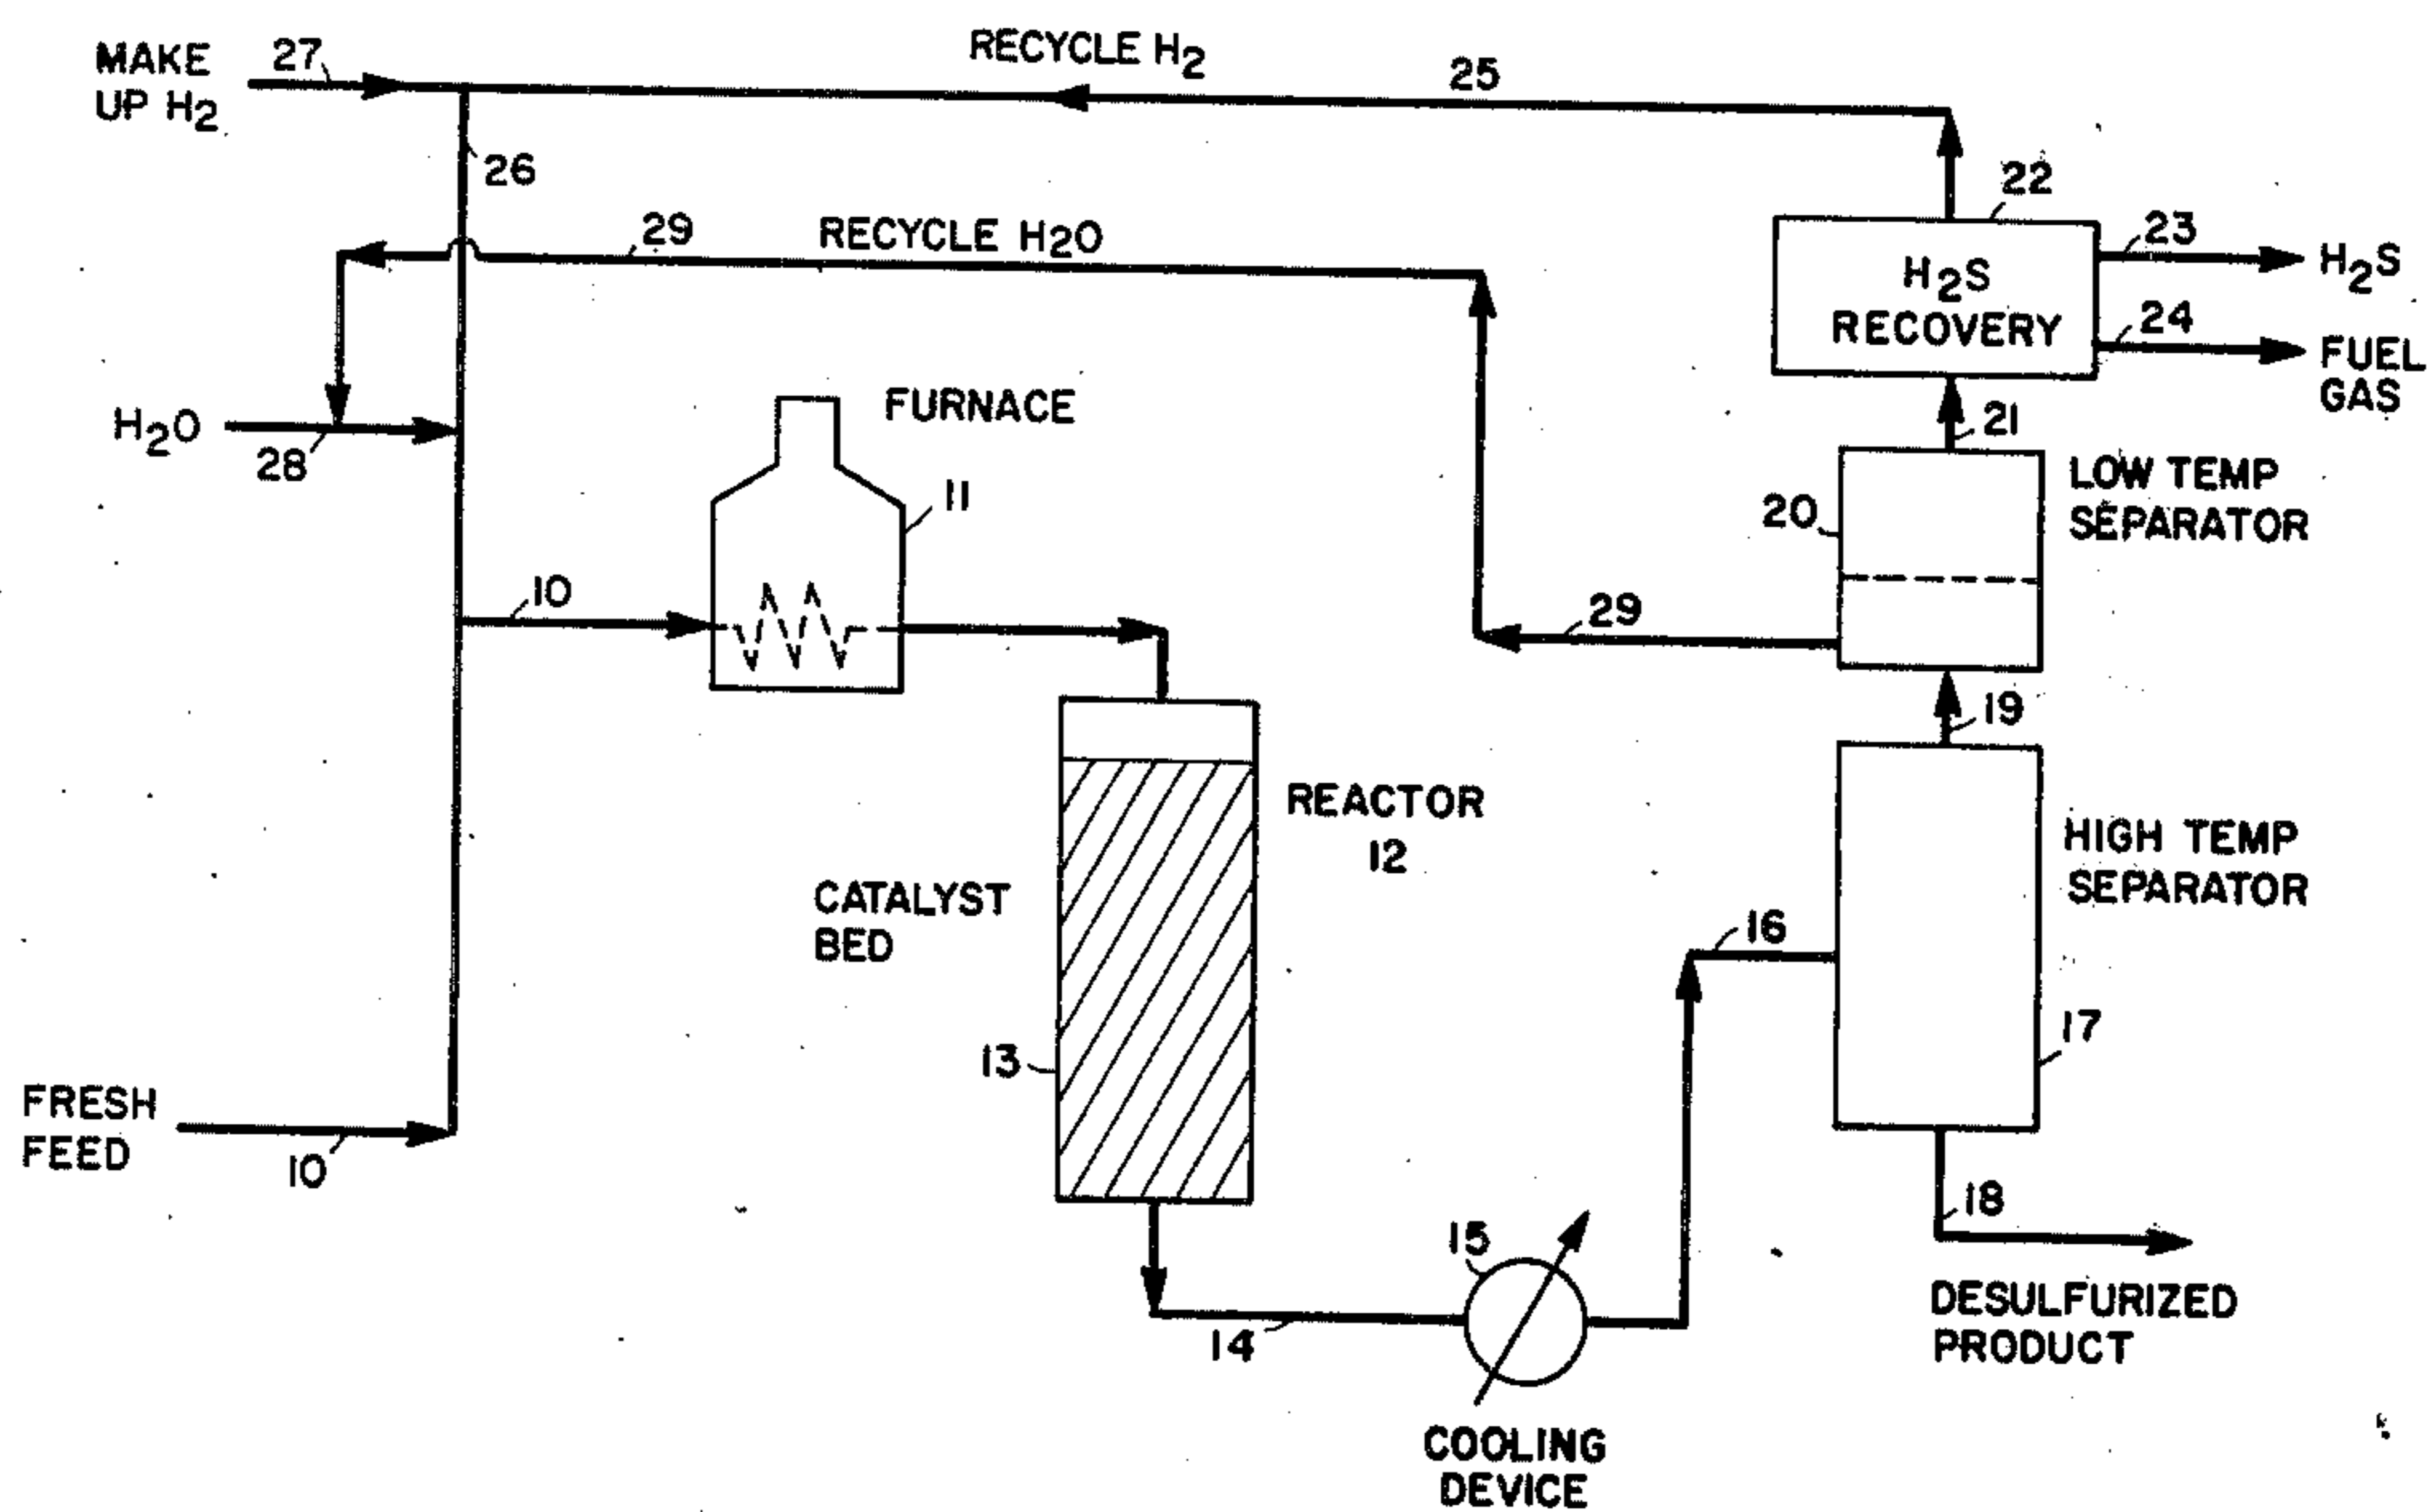 MAKE
UP H2
27
RECYCLE H2
25
26
22
29
RECYCLE H2O
23
H2S
H2S
RECOVERY
24
FUEL
GAS
FURNACE
21
H2O
28
LOW TEMP
SEPARATOR
11
20
10
29
19
REACTOR
12
HIGH TEMP
SEPARATOR
CATALYST
BED
16
17
13
FRESH
FEED
10
18
15
14
DESULFURIZED
PRODUCT
COOLING
DEVICE